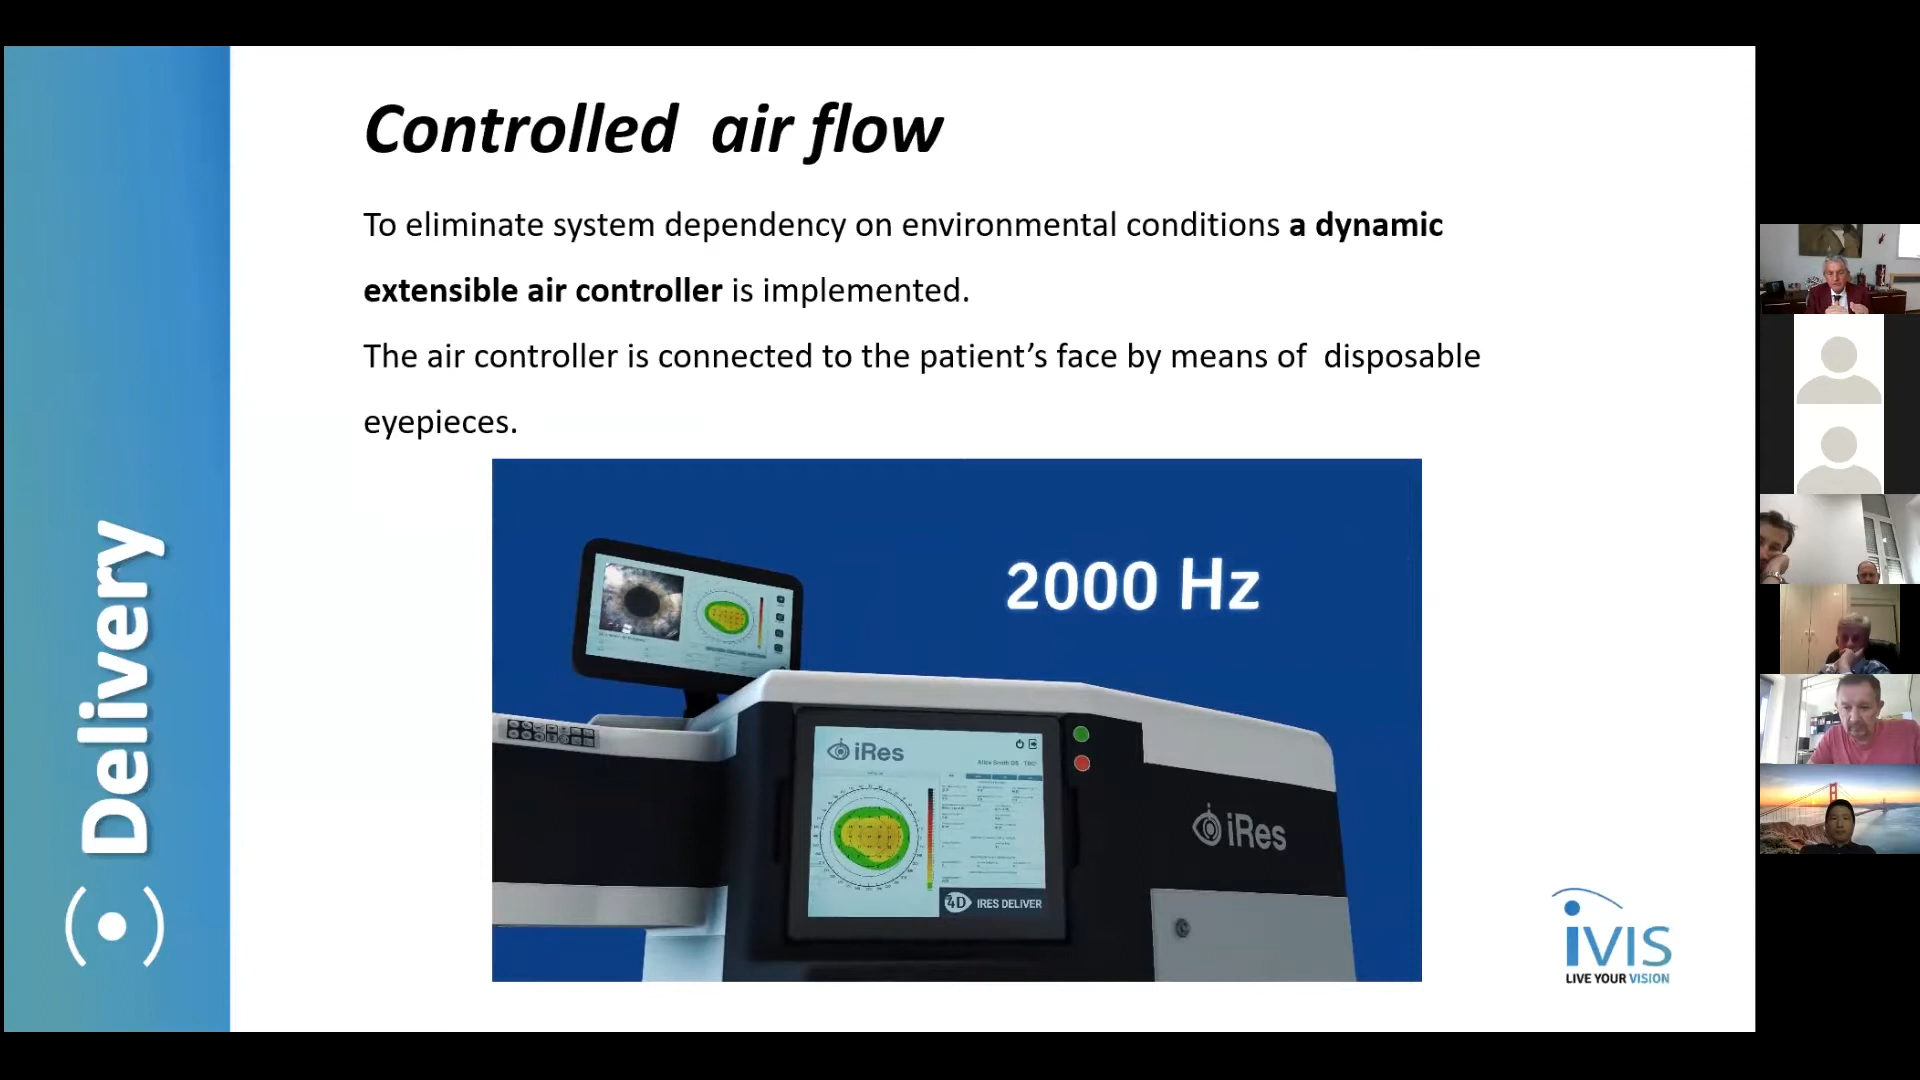 Controlled  air flow
To eliminate system dependency on environmental conditions a dynamic
extensible air controller is implemented.
The air controller is connected to the patient’s face by means of  disposable
eyepieces.
Delivery
2000 Hz
iRes
4D IRES DELIVER
iRes
iVIS
LIVE YOUR VISION